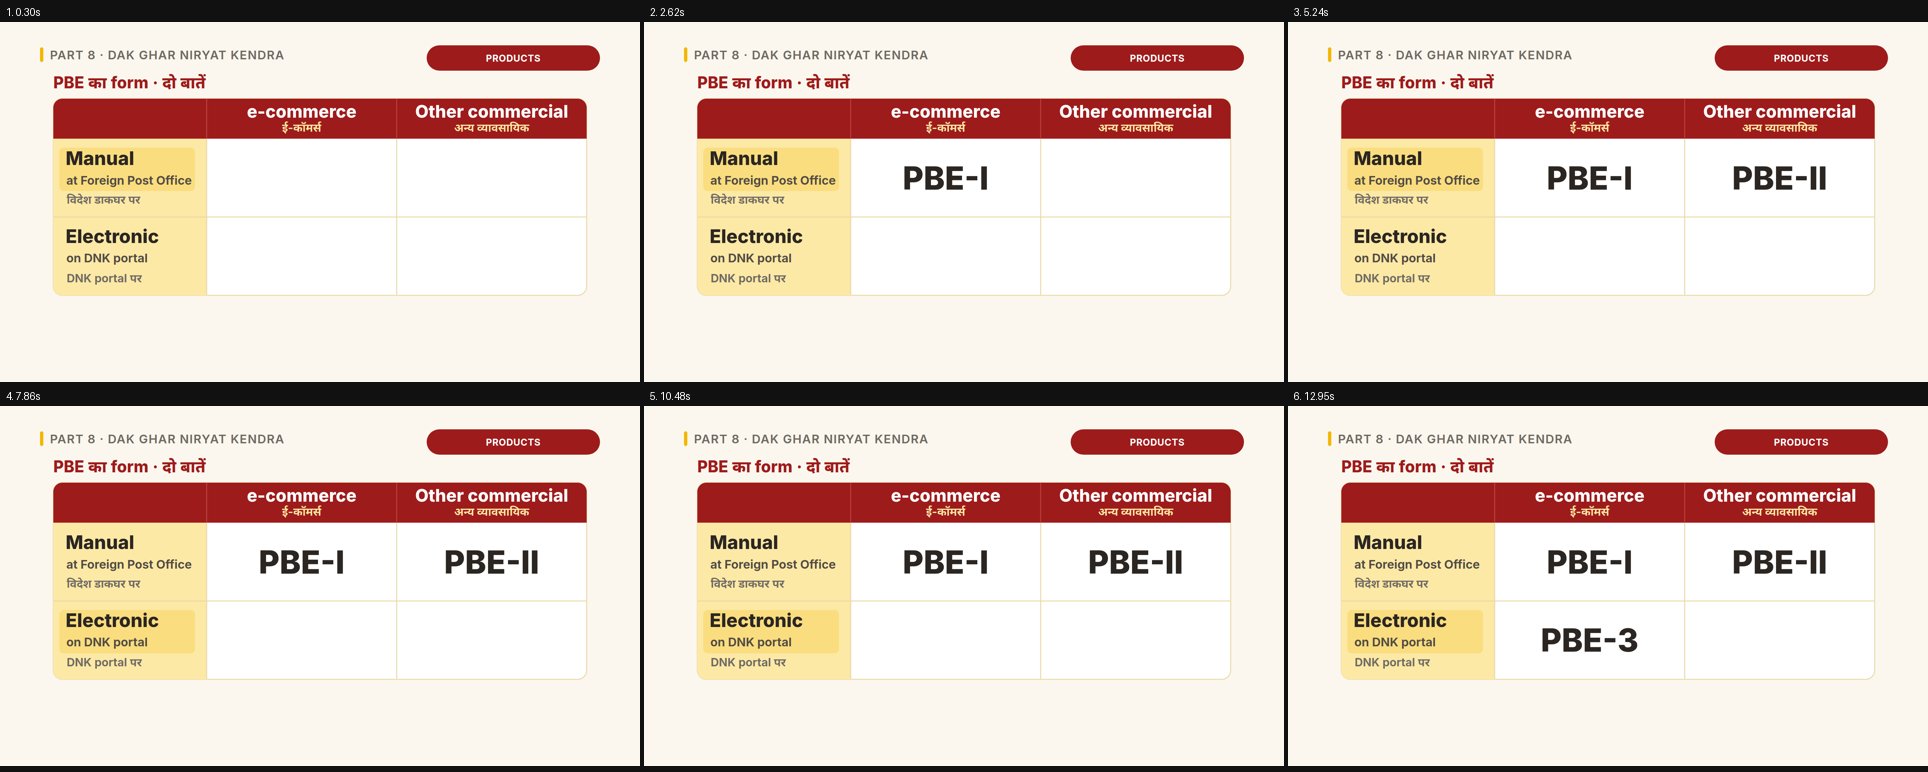 1. 0.30s
PART 8 · DAK GHAR NIRYAT KENDRA
PRODUCTS
PBE का form · दो बातें
e-commerce
ई-कॉमर्स
Other commercial
अन्य व्यावसायिक
Manual
at Foreign Post Office
विदेश डाकघर पर
Electronic
on DNK portal
DNK portal पर
2. 2.62s
PART 8 · DAK GHAR NIRYAT KENDRA
PRODUCTS
PBE का form · दो बातें
e-commerce
ई-कॉमर्स
Other commercial
अन्य व्यावसायिक
Manual
at Foreign Post Office
विदेश डाकघर पर
PBE-I
Electronic
on DNK portal
DNK portal पर
3. 5.24s
PART 8 · DAK GHAR NIRYAT KENDRA
PRODUCTS
PBE का form · दो बातें
e-commerce
ई-कॉमर्स
Other commercial
अन्य व्यावसायिक
Manual
at Foreign Post Office
विदेश डाकघर पर
PBE-I
PBE-II
Electronic
on DNK portal
DNK portal पर
4. 7.86s
PART 8 · DAK GHAR NIRYAT KENDRA
PRODUCTS
PBE का form · दो बातें
e-commerce
ई-कॉमर्स
Other commercial
अन्य व्यावसायिक
Manual
at Foreign Post Office
विदेश डाकघर पर
PBE-I
PBE-II
Electronic
on DNK portal
DNK portal पर
5. 10.48s
PART 8 · DAK GHAR NIRYAT KENDRA
PRODUCTS
PBE का form · दो बातें
e-commerce
ई-कॉमर्स
Other commercial
अन्य व्यावसायिक
Manual
at Foreign Post Office
विदेश डाकघर पर
PBE-I
PBE-II
Electronic
on DNK portal
DNK portal पर
6. 12.95s
PART 8 · DAK GHAR NIRYAT KENDRA
PRODUCTS
PBE का form · दो बातें
e-commerce
ई-कॉमर्स
Other commercial
अन्य व्यावसायिक
Manual
at Foreign Post Office
विदेश डाकघर पर
PBE-I
PBE-II
Electronic
on DNK portal
DNK portal पर
PBE-3